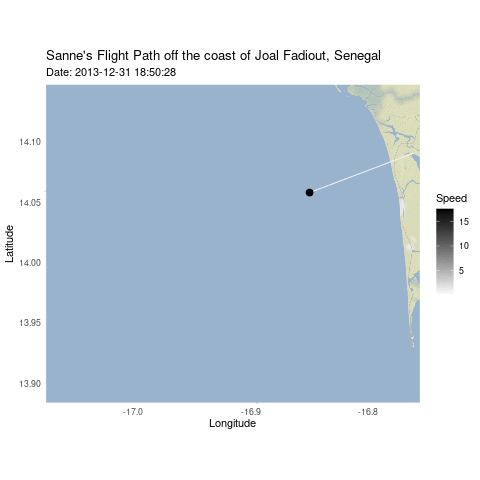 Sanne's Flight Path off the coast of Joal Fadiout, Senegal
Date: 2013-12-31 18:50:28
14.10
14.05
14.00
13.95
13.90
Latitude
-17.0
-16.9
-16.8
Longitude
Speed
15
10
5